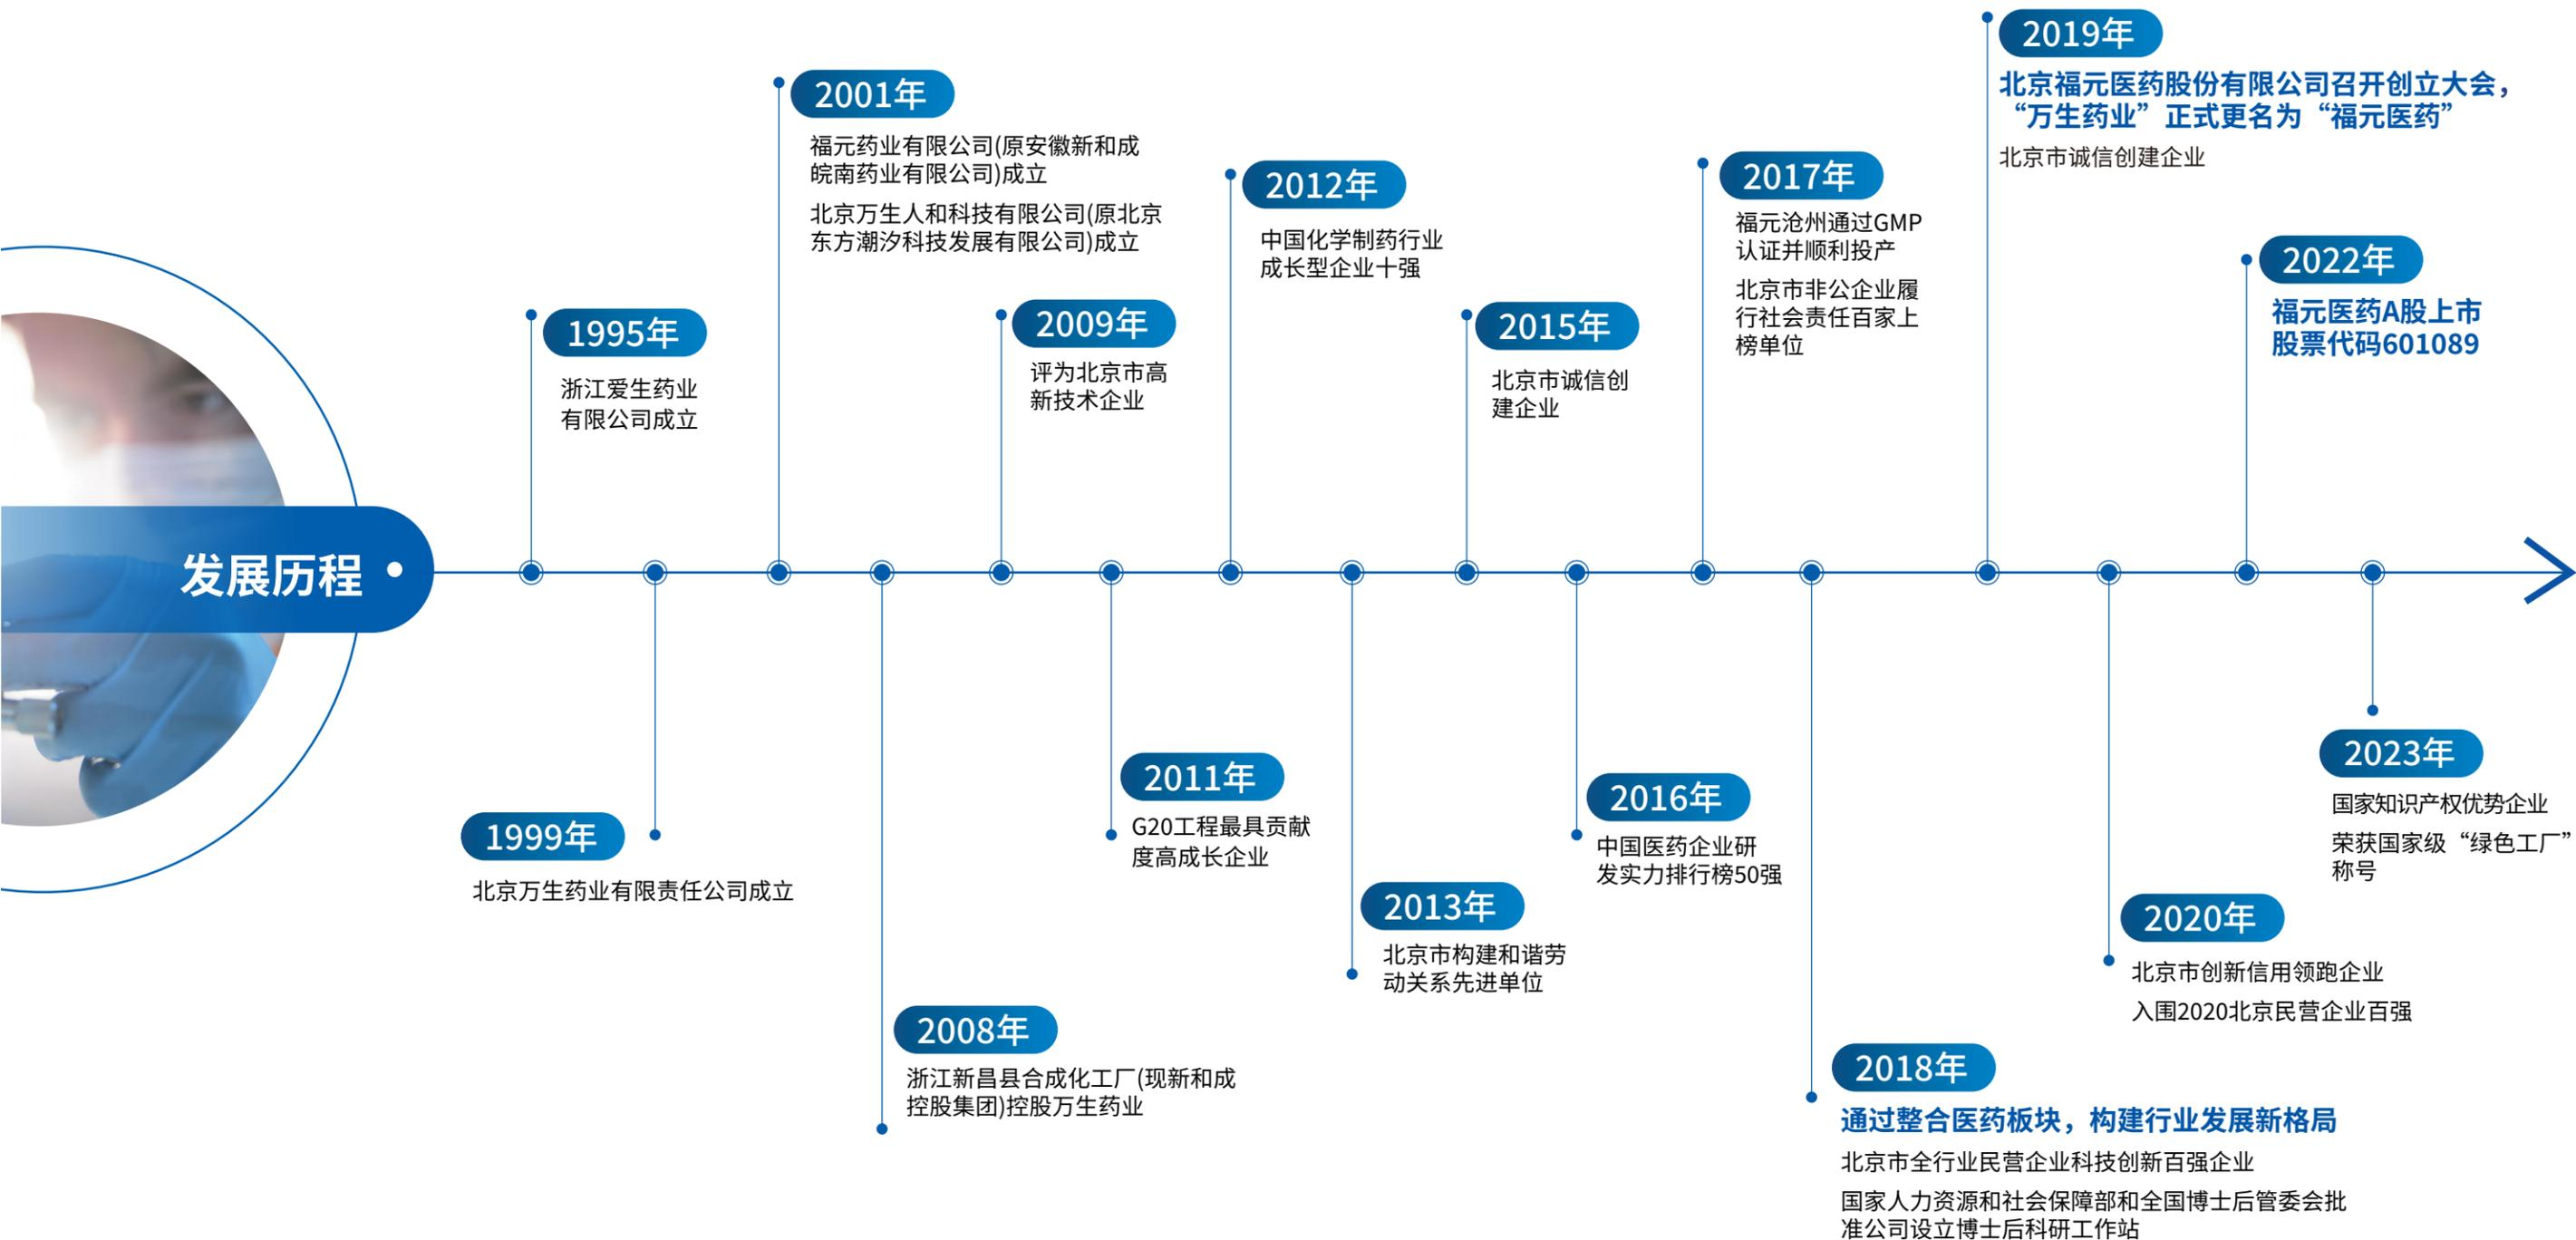 发展历程
1995年
浙江爱生药业
有限公司成立
1999年
北京万生药业有限责任公司成立
2001年
福元药业有限公司(原安徽新和成
皖南药业有限公司)成立
北京万生人和科技有限公司(原北京
东方潮汐科技发展有限公司)成立
2008年
浙江新昌县合成化工厂(现新和成
控股集团)控股万生药业
2009年
评为北京市高
新技术企业
2011年
G20工程最具贡献
度高成长企业
2012年
中国化学制药行业
成长型企业十强
2013年
北京市构建和谐劳
动关系先进单位
2015年
北京市诚信创
建企业
2016年
中国医药企业研
发实力排行榜50强
2017年
福元沧州通过GMP
认证并顺利投产
北京市非公企业履
行社会责任百家上
榜单位
2018年
通过整合医药板块，构建行业发展新格局
北京市全行业民营企业科技创新百强企业
国家人力资源和社会保障部和全国博士后管委会批
准公司设立博士后科研工作站
2019年
北京福元医药股份有限公司召开创立大会，
“万生药业”正式更名为“福元医药”
北京市诚信创建企业
2020年
北京市创新信用领跑企业
入围2020北京民营企业百强
2022年
福元医药A股上市
股票代码601089
2023年
国家知识产权优势企业
荣获国家级“绿色工厂”
称号